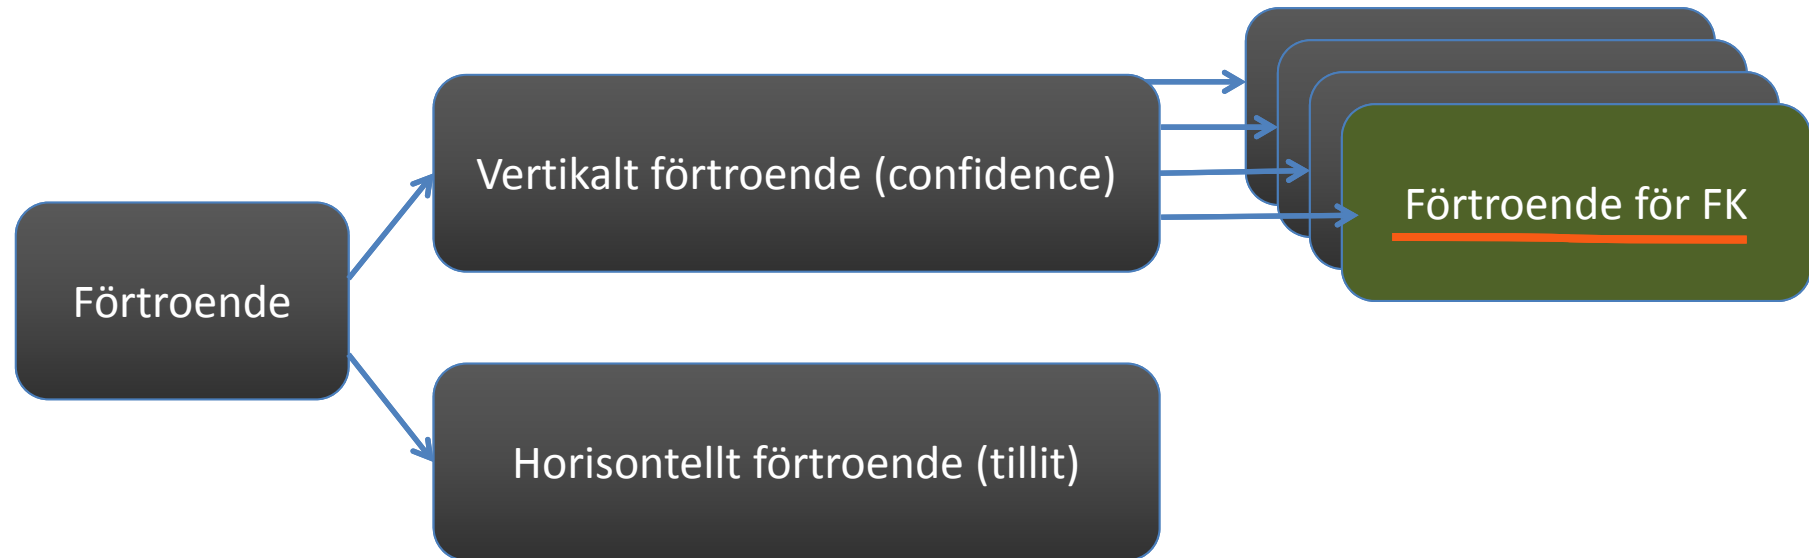 Förtroende
Vertikalt förtroende (confidence)
Förtroende för FK
Horisontellt förtroende (tillit)